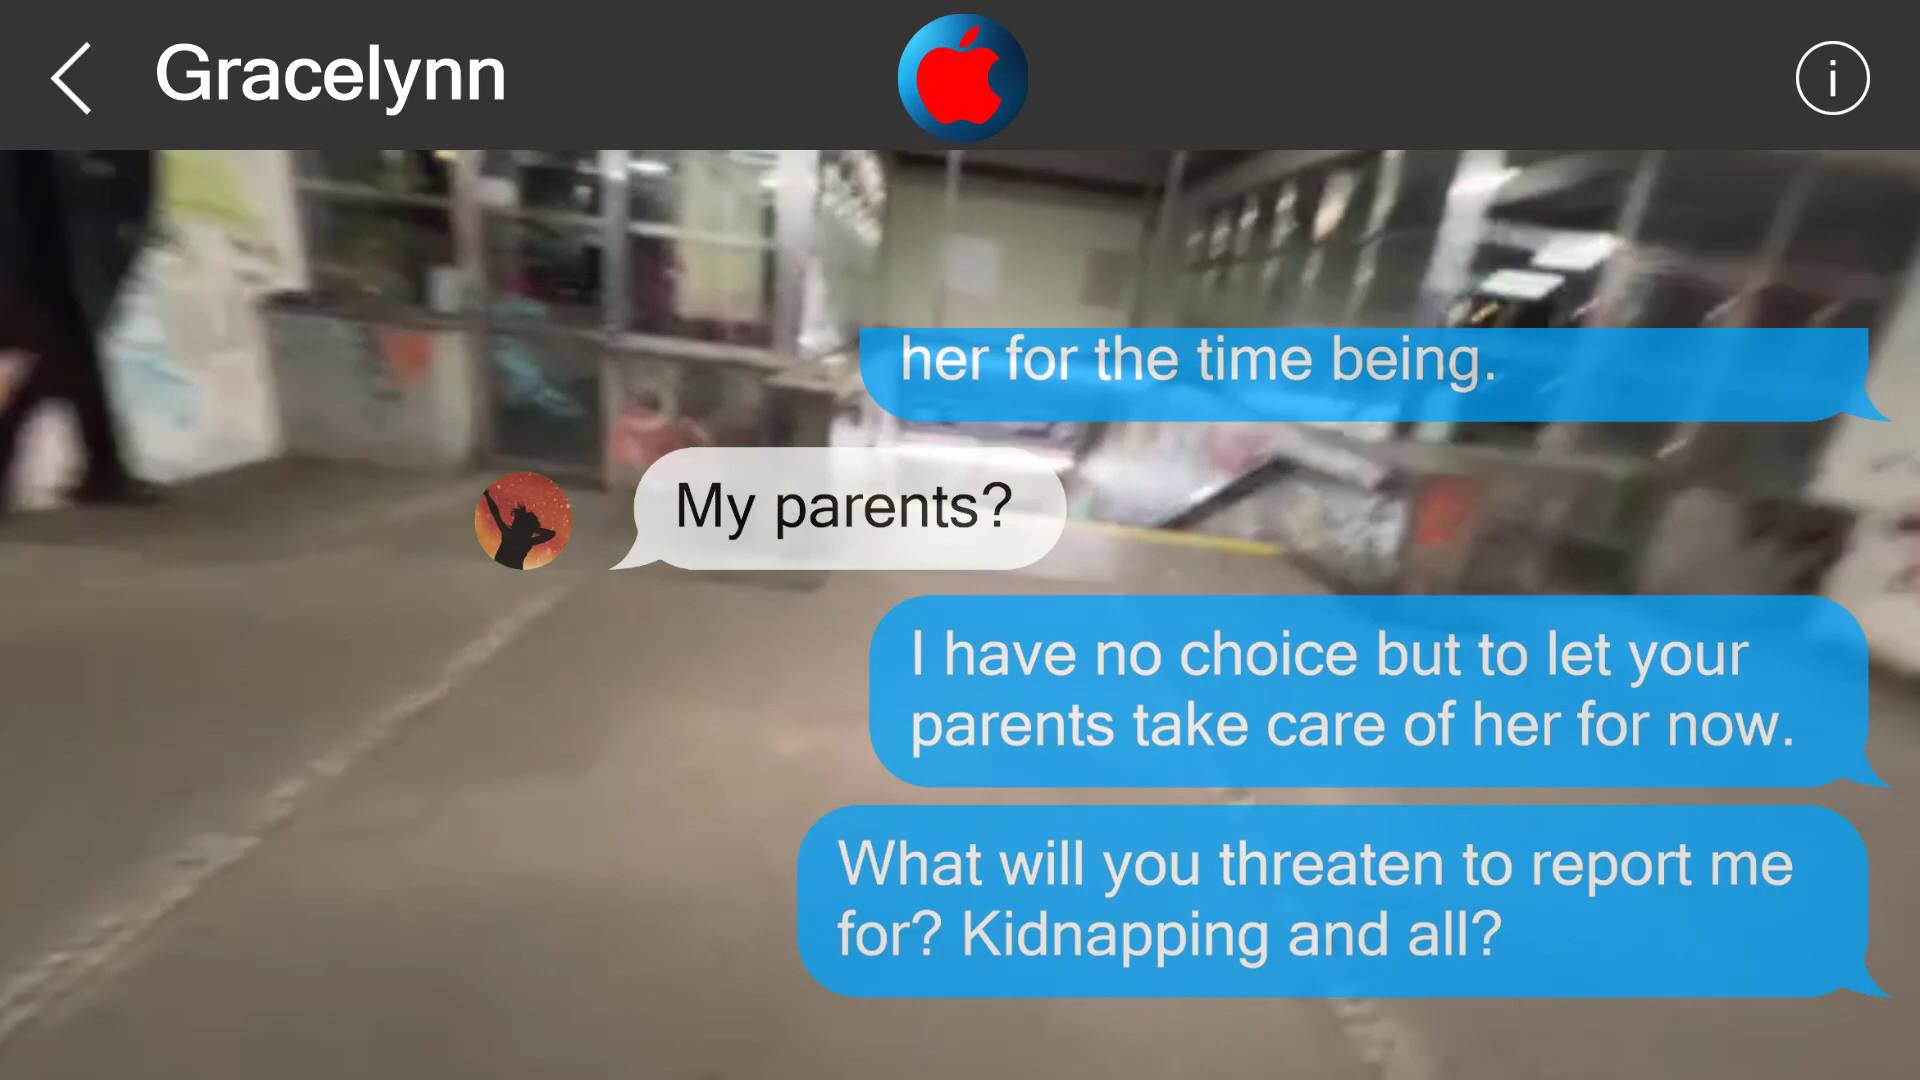 Gracelynn
i
her for the time being.
My parents?
I have no choice but to let your
parents take care of her for now.
What will you threaten to report me
for? Kidnapping and all?